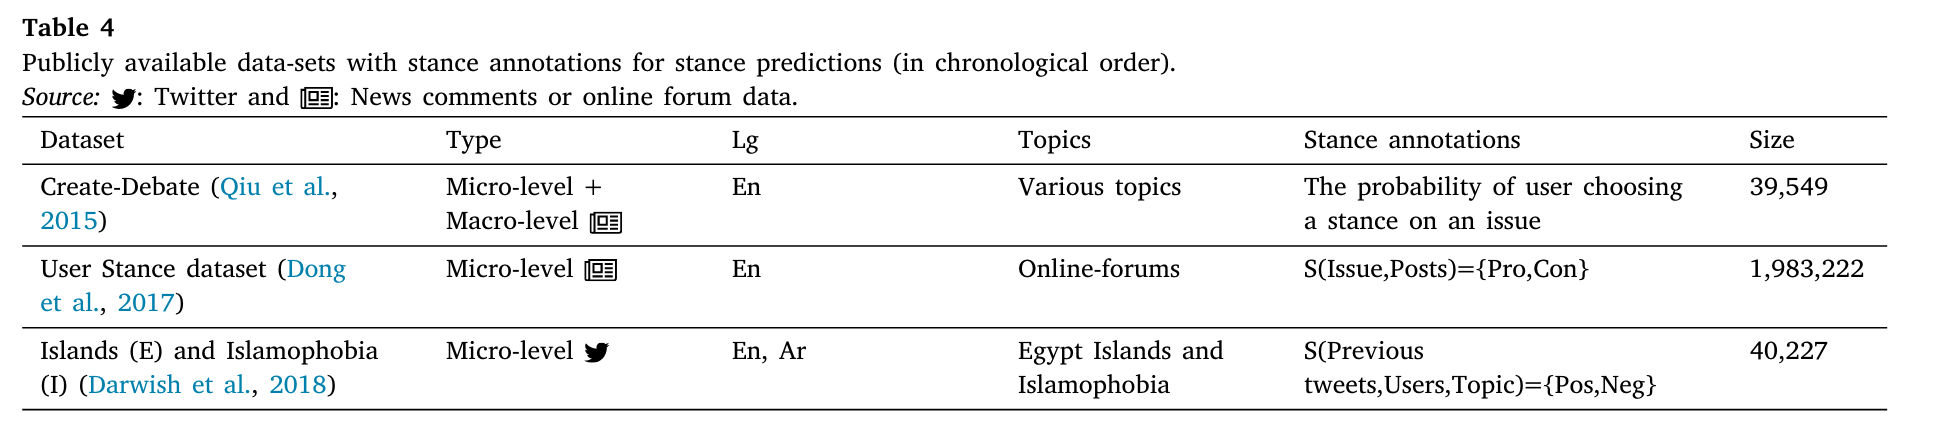 Table 4
Publicly available data-sets with stance annotations for stance predictions (in chronological order).
Source: : Twitter and : News comments or online forum data.
Dataset Type Lg Topics Stance annotations Size
Create-Debate (Qiu et al., Micro-level + En Various topics The probability of user choosing 39,549
2015) Macro-level a stance on an issue
User Stance dataset (Dong Micro-level En Online-forums S(Issue,Posts)={Pro,Con} 1,983,222
et al., 2017)
Islands (E) and Islamophobia Micro-level En, Ar Egypt Islands and S(Previous 40,227
(I) (Darwish et al., 2018) Islamophobia tweets,Users,Topic)={Pos,Neg}